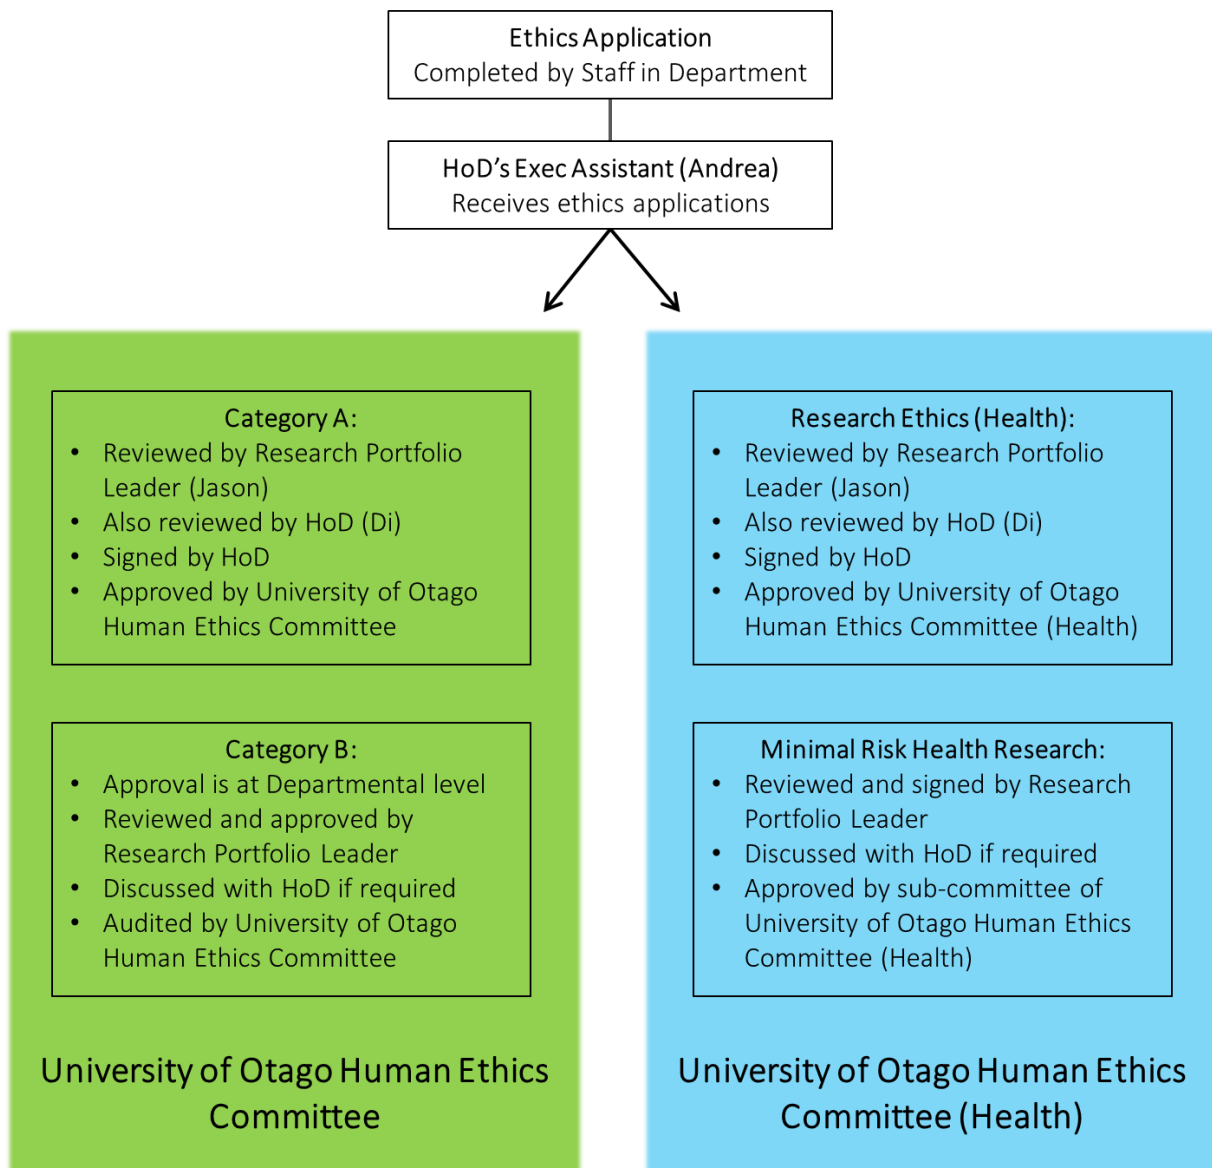 Ethics Application
Completed by Staff in Department
HoD's Exec Assistant (Andrea)
Receives ethics applications
Category A:
• Reviewed by Research Portfolio
Leader (Jason)
• Also reviewed by HoD (Di)
• Signed by HoD
• Approved by University of Otago
Human Ethics Committee
Category B:
• Approval is at Departmental level
• Reviewed and approved by
Research Portfolio Leader
• Discussed with HoD if required
• Audited by University of Otago
Human Ethics Committee
University of Otago Human Ethics
Committee
Research Ethics (Health):
• Reviewed by Research Portfolio
Leader (Jason)
• Also reviewed by HoD (Di)
• Signed by HoD
• Approved by University of Otago
Human Ethics Committee (Health)
Minimal Risk Health Research:
• Reviewed and signed by Research
Portfolio Leader
• Discussed with HoD if required
• Approved by sub-committee of
University of Otago Human Ethics
Committee (Health)
University of Otago Human Ethics
Committee (Health)